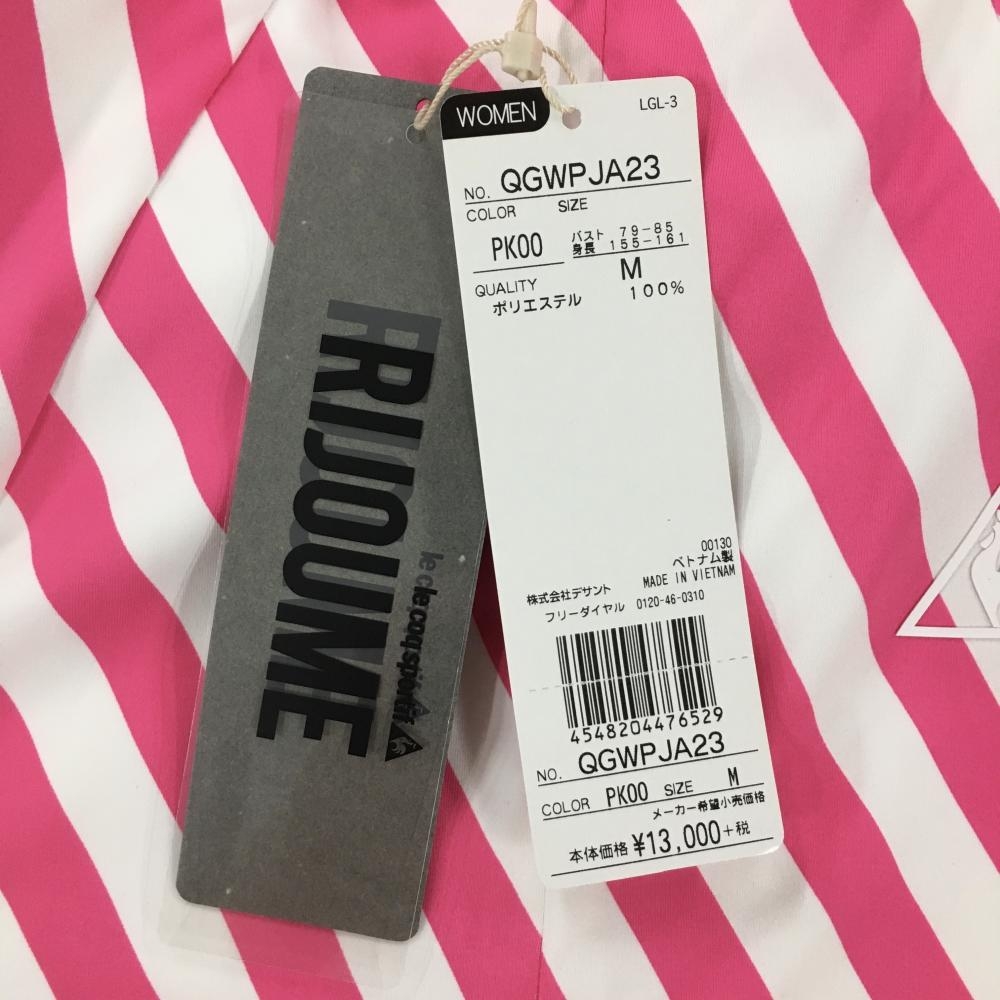 RIJOUME
le coq sportif
WOMEN
LGL-3
NO. QGWPJA23
COLOR SIZE
PK00
バスト 79-85
身長 155-161
M
QUALITY
ポリエステル 100%
00130
ベトナム製
MADE IN VIETNAM
株式会社デサント
フリーダイヤル 0120-46-0310
4548204476529
NO. QGWPJA23
COLOR PK00 SIZE M
メーカー希望小売価格
本体価格 ¥13,000+税